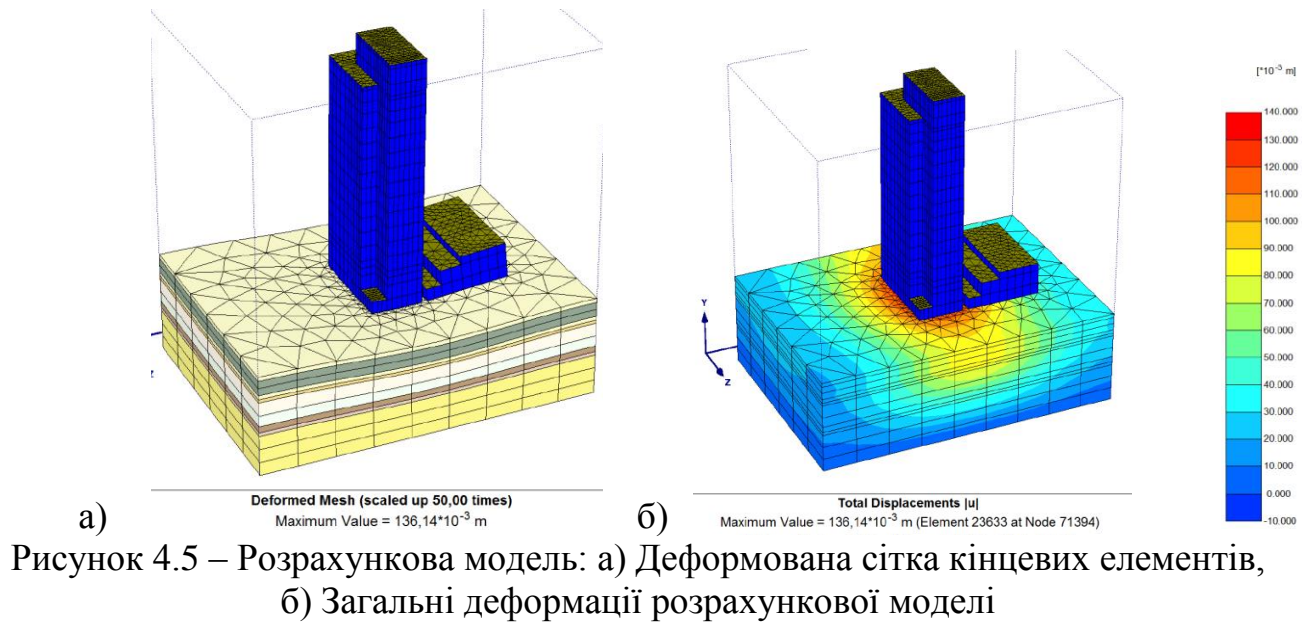 [*10⁻³ m]
140.000
130.000
120.000
110.000
100.000
90.000
80.000
70.000
60.000
50.000
40.000
30.000
20.000
10.000
0.000
-10.000
Y
Z
z
а)
Deformed Mesh (scaled up 50,00 times)
Maximum Value = 136,14*10⁻³ m
б)
Total Displacements |u|
Maximum Value = 136,14*10⁻³ m (Element 23633 at Node 71394)
Рисунок 4.5 – Розрахункова модель: а) Деформована сітка кінцевих елементів,
б) Загальні деформації розрахункової моделі